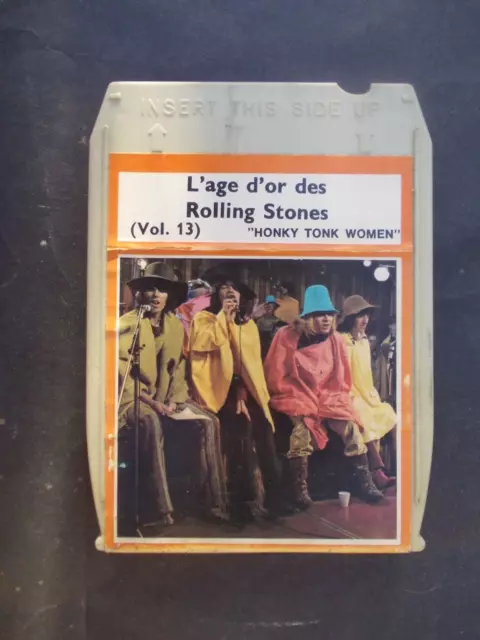 INSERT THIS SIDE UP
L'age d'or des
Rolling Stones
(Vol. 13) "HONKY TONK WOMEN"